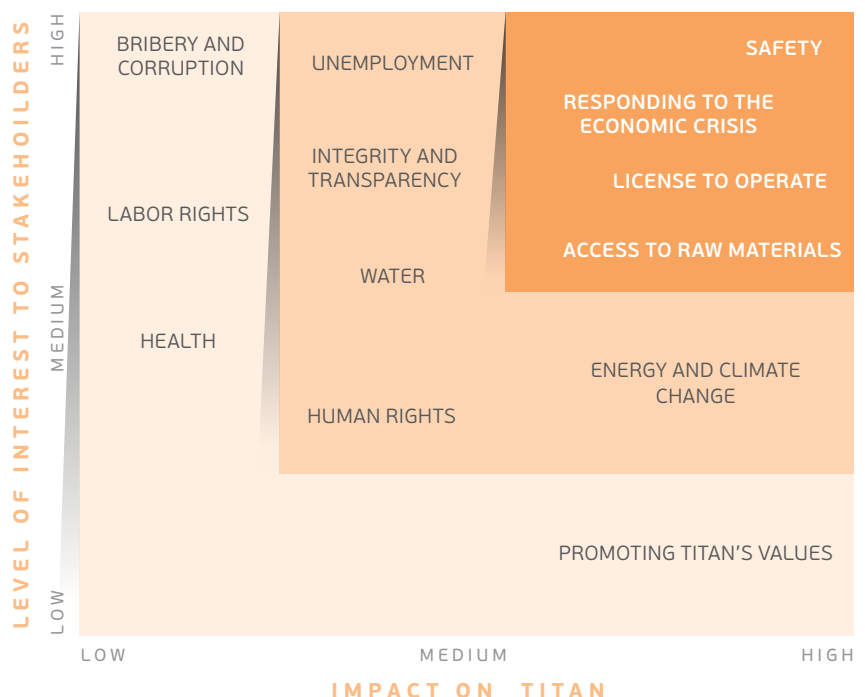 LEVEL OF INTEREST TO STAKEHOILDERS
HIGH
MEDIUM
LOW
BRIBERY AND
CORRUPTION
LABOR RIGHTS
HEALTH
UNEMPLOYMENT
INTEGRITY AND
TRANSPARENCY
WATER
HUMAN RIGHTS
SAFETY
RESPONDING TO THE
ECONOMIC CRISIS
LICENSE TO OPERATE
ACCESS TO RAW MATERIALS
ENERGY AND CLIMATE
CHANGE
PROMOTING TITAN'S VALUES
LOW
MEDIUM
HIGH
IMPACT ON TITAN